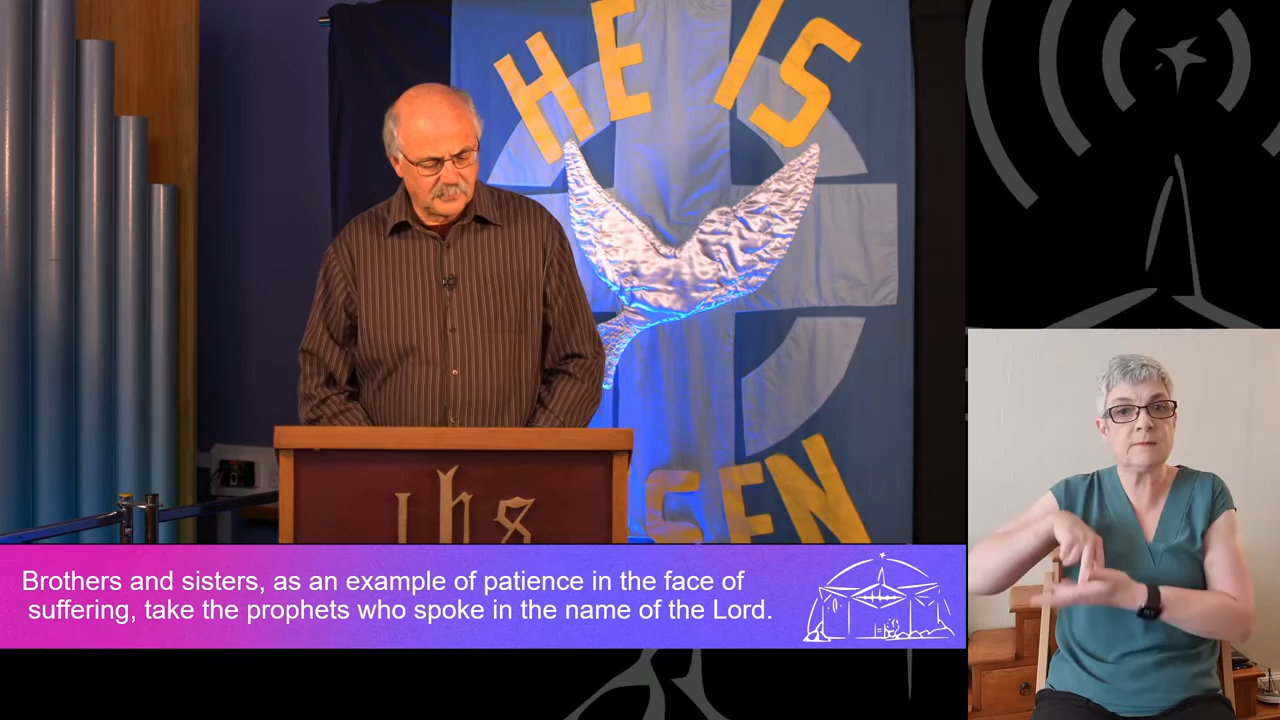 HE IS
ISEN
ihs
Brothers and sisters, as an example of patience in the face of
suffering, take the prophets who spoke in the name of the Lord.